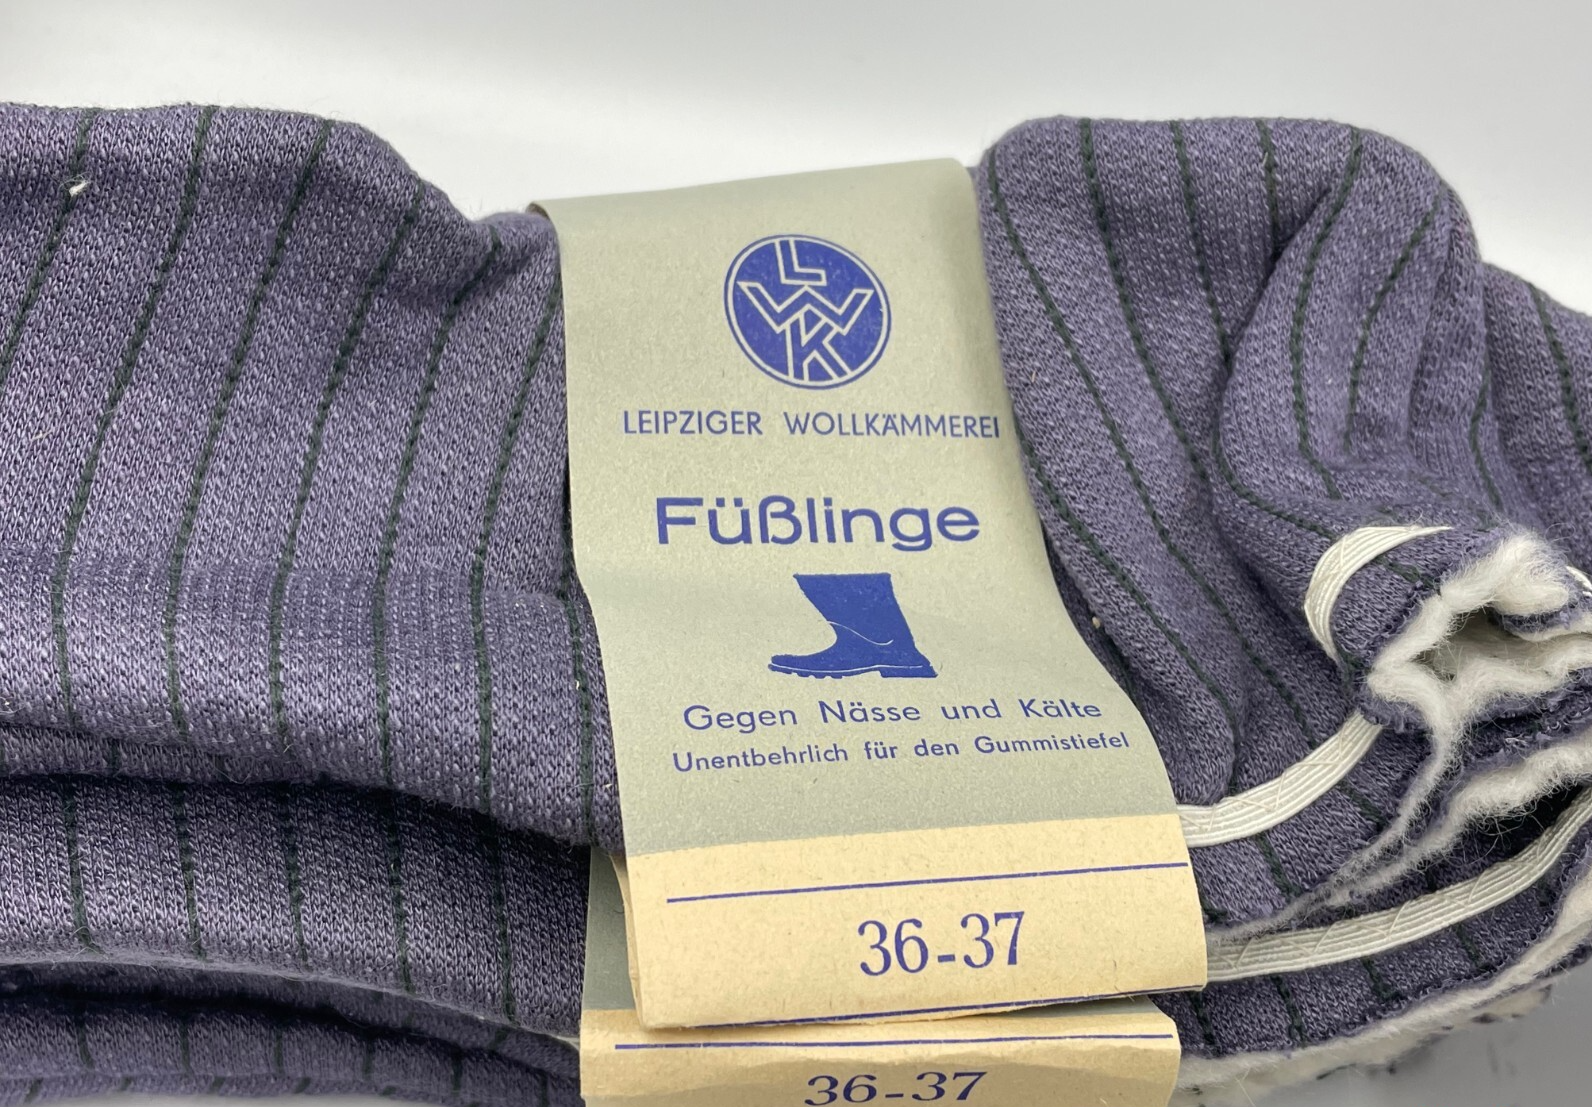 LWK
LEIPZIGER WOLLKÄMMEREI
Füßlinge
Gegen Nässe und Kälte
Unentbehrlich für den Gummistiefel
36-37
36-37